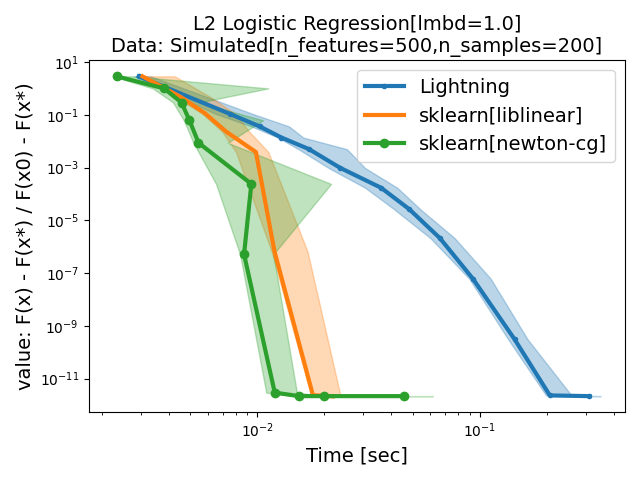 L2 Logistic Regression[lmbd=1.0]
Data: Simulated[n_features=500,n_samples=200]
value: F(x) - F(x*) / F(x0) - F(x*)
10¹
10⁻¹
10⁻³
10⁻⁵
10⁻⁷
10⁻⁹
10⁻¹¹
Lightning
sklearn[liblinear]
sklearn[newton-cg]
10⁻²
10⁻¹
Time [sec]